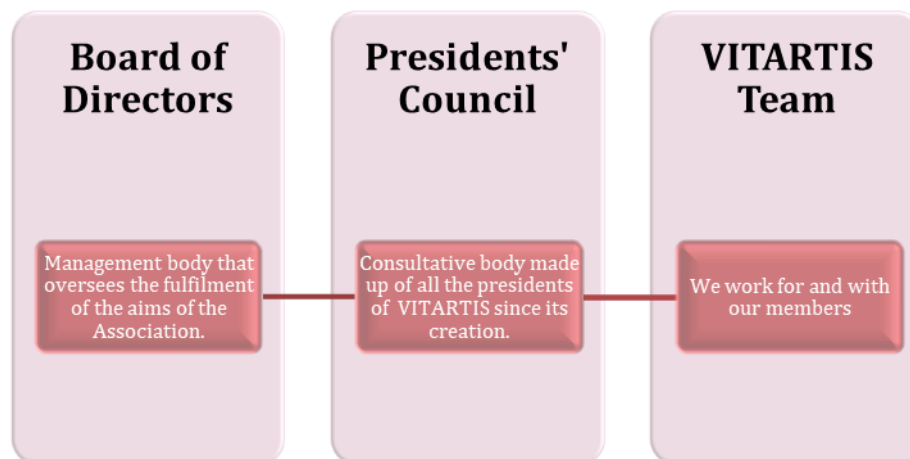 Board of
Directors
Management body that
oversees the fulfilment
of the aims of the
Association.
Presidents'
Council
Consultative body made
up of all the presidents
of VITARTIS since its
creation.
VITARTIS
Team
We work for and with
our members